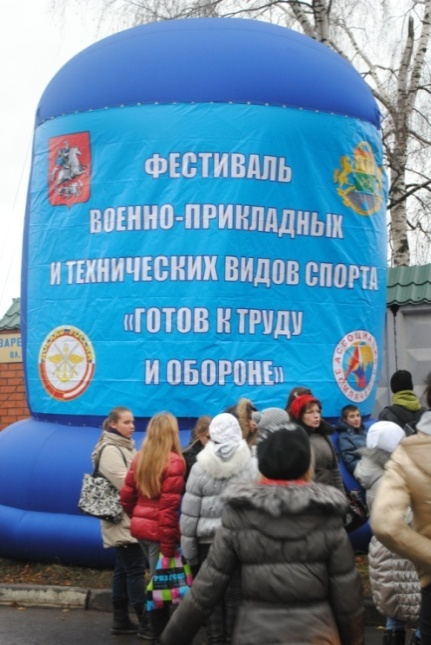 ФЕСТИВАЛЬ
ВОЕННО-ПРИКЛАДНЫХ
И ТЕХНИЧЕСКИХ ВИДОВ СПОРТА
«ГОТОВ К ТРУДУ
И ОБОРОНЕ»